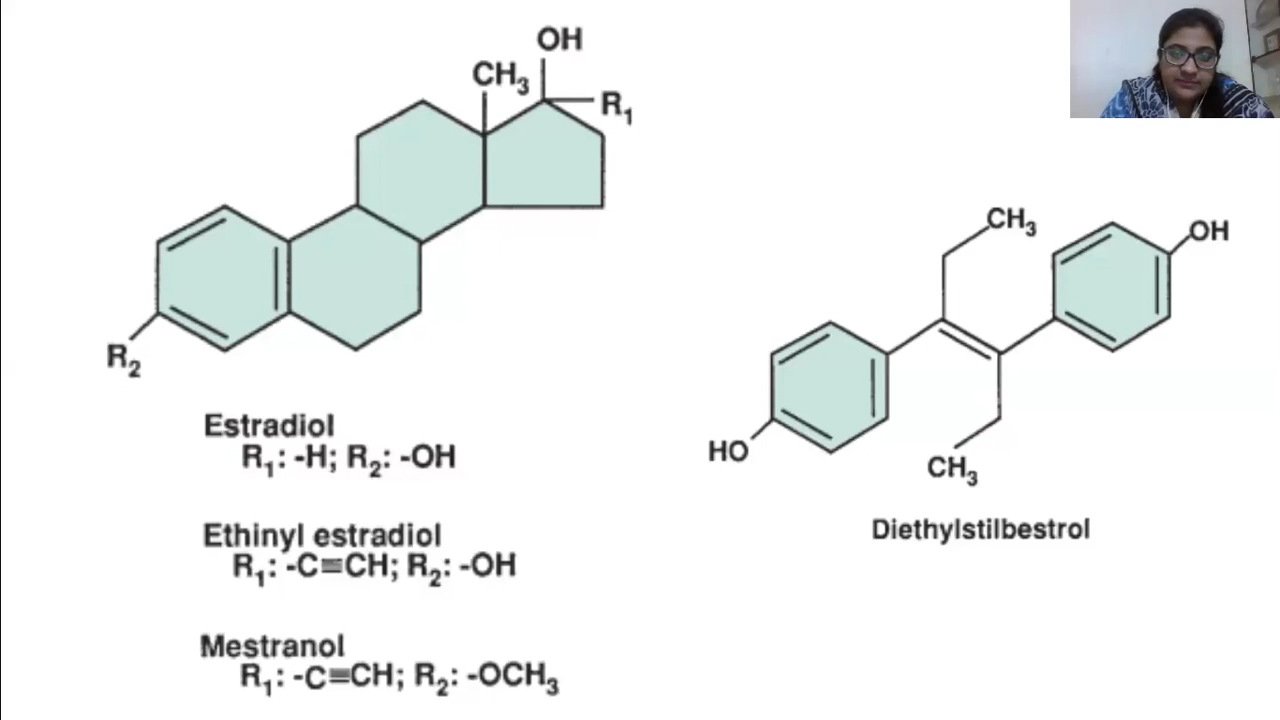 OH
CH₃
R₁
R₂
Estradiol
R₁: -H; R₂: -OH
Ethinyl estradiol
R₁: -C≡CH; R₂: -OH
Mestranol
R₁: -C≡CH; R₂: -OCH₃
CH₃
OH
HO
CH₃
Diethylstilbestrol